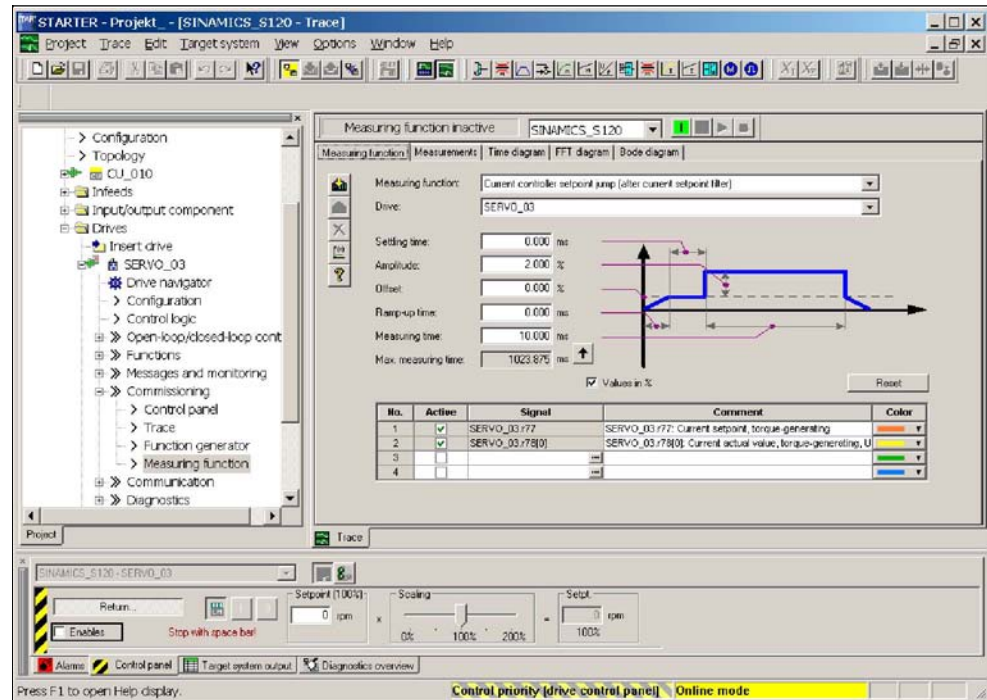 STARTER - Projekt_ - [SINAMICS_S120 - Trace]
Project Trace Edit Target system View Options Window Help
Measuring function inactive SINAMICS_S120
Measuring function Measurements Time diagram FFT diagram Bode diagram
Configuration
Topology
CU_010
Infeeds
Input/output component
Drives
Insert drive
SERVO_03
Drive navigator
Configuration
Control logic
Open-loop/closed-loop cont
Functions
Messages and monitoring
Commissioning
Control panel
Trace
Function generator
Measuring function
Communication
Diagnostics
Project
Measuring function: Current controller setpoint jump (after current setpoint filter)
Drive: SERVO_03
Settling time: 0.000 ms
Amplitude: 2.000 %
Offset: 0.000 %
Ramp-up time: 0.000 ms
Measuring time: 10.000 ms
Max. measuring time: 1023.875 ms
Values in %
Reset
No. Active Signal Comment Color
1 SERVO_03.r77 SERVO_03.r77: Current setpoint, torque-generating
2 SERVO_03.r78[0] SERVO_03.r78[0]: Current actual value, torque-generating, U
3
4
Trace
SINAMICS_S120 - SERVO_03
Return...
Enables
Stop with space bar!
Setpoint (100%)
0 rpm
x
Scaling
0% 100% 200%
=
Setpt.
0 rpm
100%
Alarms Control panel Target system output Diagnostics overview
Press F1 to open Help display. Control priority [drive control panel] Online mode